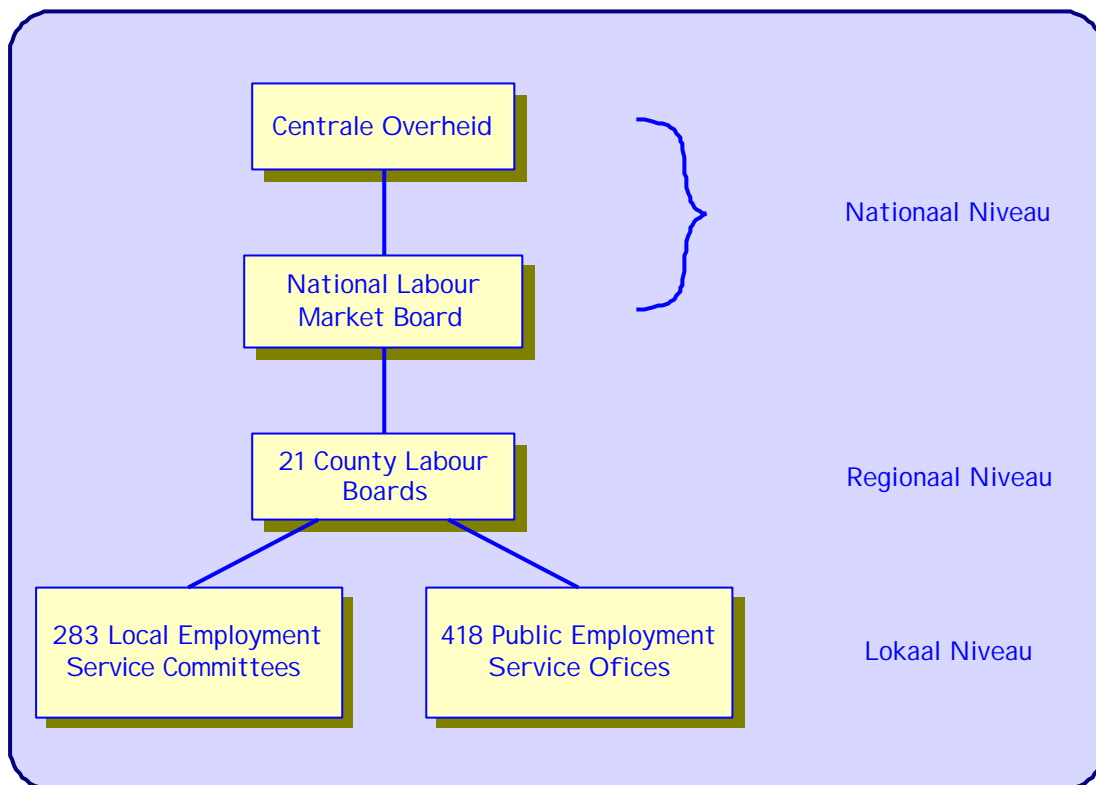 Centrale Overheid
Nationaal Niveau
National Labour
Market Board
21 County Labour
Boards
Regionaal Niveau
283 Local Employment
Service Committees
418 Public Employment
Service Ofices
Lokaal Niveau